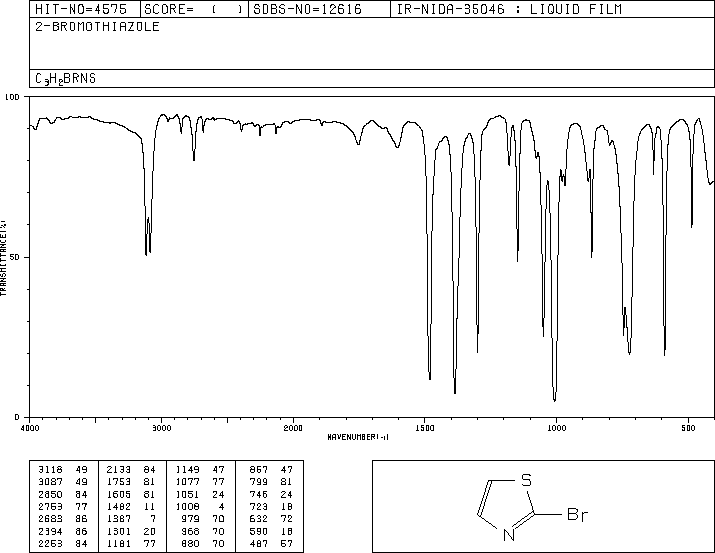 HIT-NO=4575 SCORE= ( ) SDBS-NO=12616 IR-NIDA-35046 : LIQUID FILM
2-BROMOTHIAZOLE
C3H2BRNS
100
TRANSMITTANCE(%)
50
0
4000 3000 2000 1500 1000 500
WAVENUMBER(-1)
3118 49 2133 84 1149 47 867 47
3087 49 1753 81 1077 77 799 81
2850 84 1605 81 1051 24 746 24
2753 77 1482 11 1008 4 723 18
2683 86 1387 7 979 70 632 72
2394 86 1301 20 968 70 590 18
2253 84 1181 77 880 70 487 57
S
Br
N